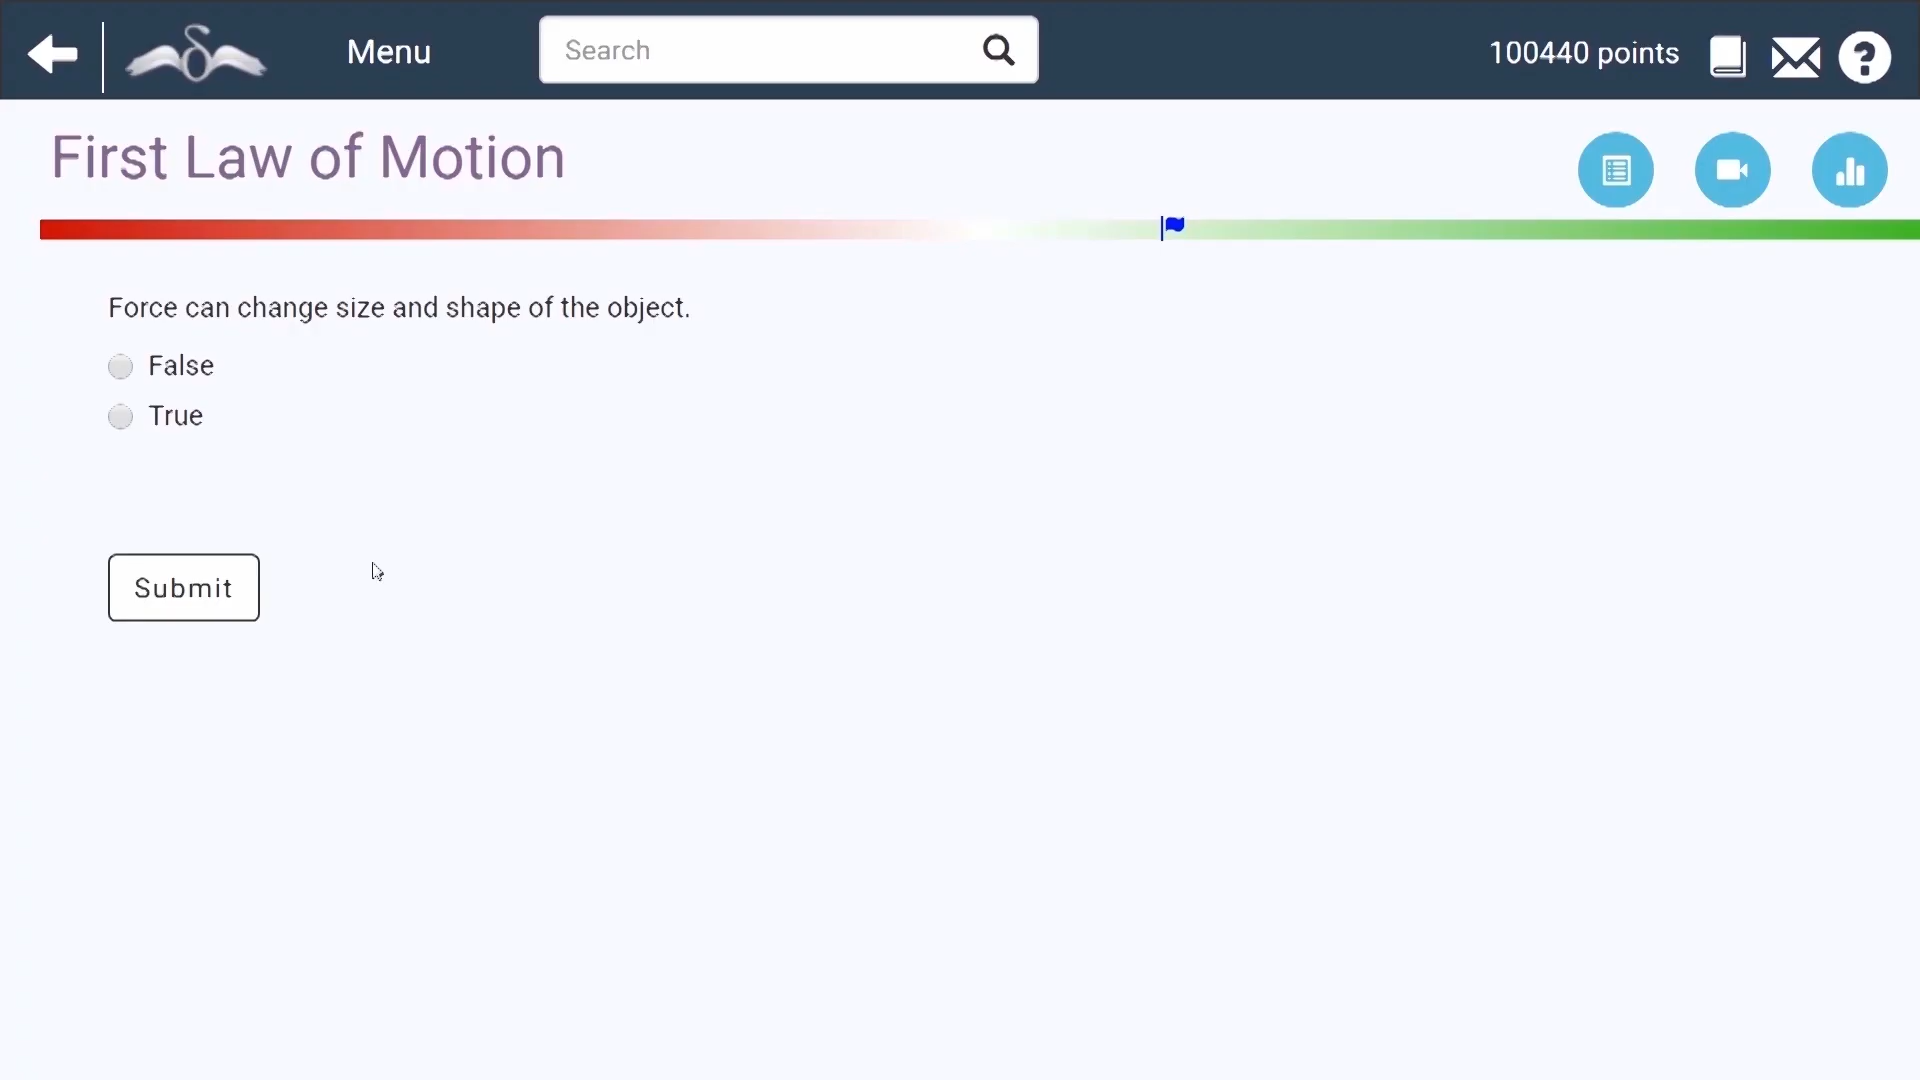 Menu
Search
100440 points
First Law of Motion
Force can change size and shape of the object.
False
True
Submit